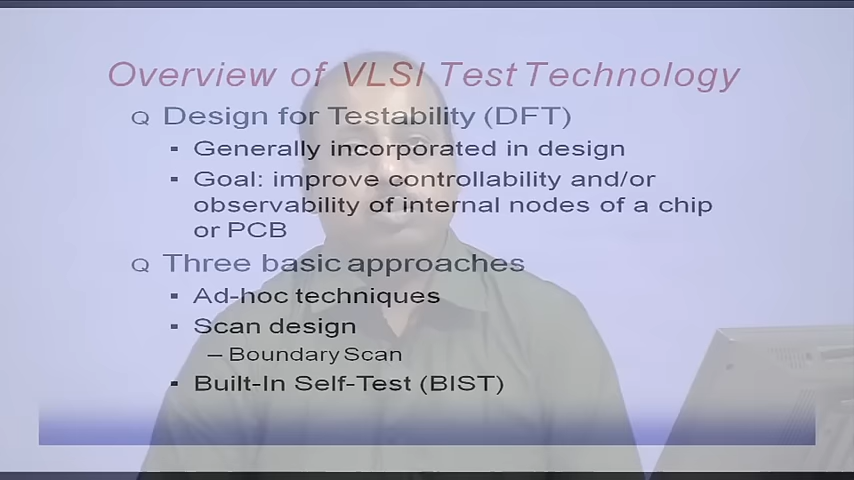 Overview of VLSI Test Technology
Q Design for Testability (DFT)
▪ Generally incorporated in design
▪ Goal: improve controllability and/or
observability of internal nodes of a chip
or PCB
Q Three basic approaches
▪ Ad-hoc techniques
▪ Scan design
– Boundary Scan
▪ Built-In Self-Test (BIST)